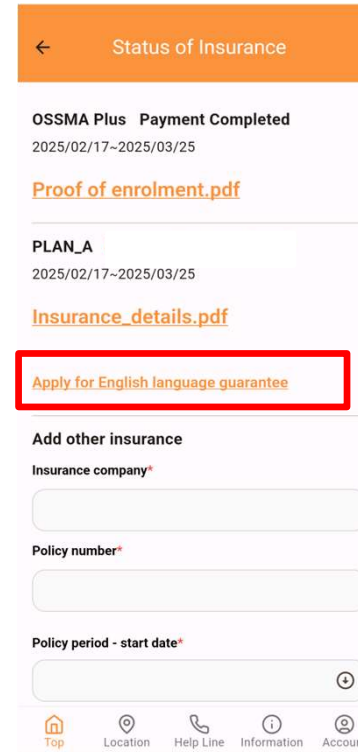 Status of Insurance
OSSMA Plus Payment Completed
2025/02/17~2025/03/25
Proof of enrolment.pdf
PLAN_A
2025/02/17~2025/03/25
Insurance_details.pdf
Apply for English language guarantee
Add other insurance
Insurance company*
Policy number*
Policy period - start date*
Top Location Help Line Information Accoun